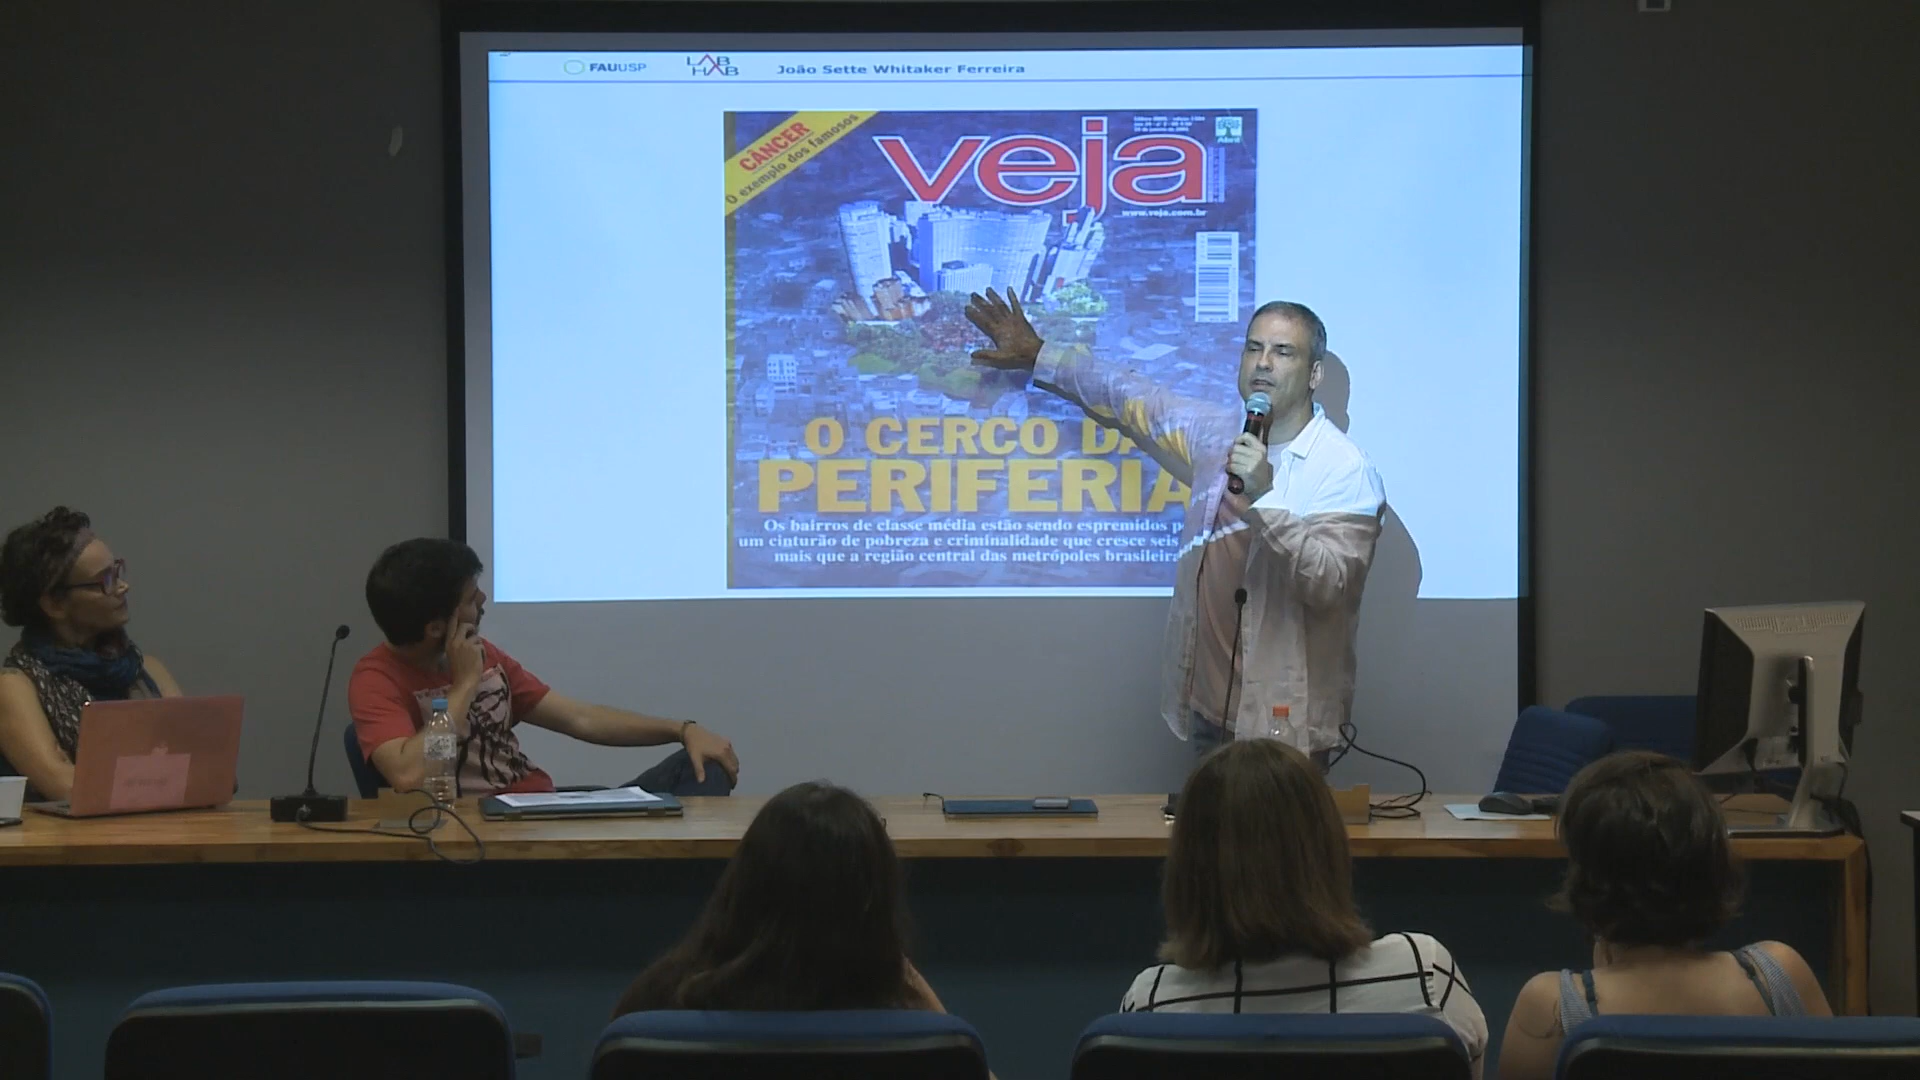 FAUUSP
LAB
HAB
João Sette Whitaker Ferreira
CÂNCER
O exemplo dos famosos
veja
Abril
www.veja.com.br
O CERCO DA
PERIFERIA
Os bairros de classe média estão sendo espremidos
um cinturão de pobreza e criminalidade que cresce seis
mais que a região central das metrópoles